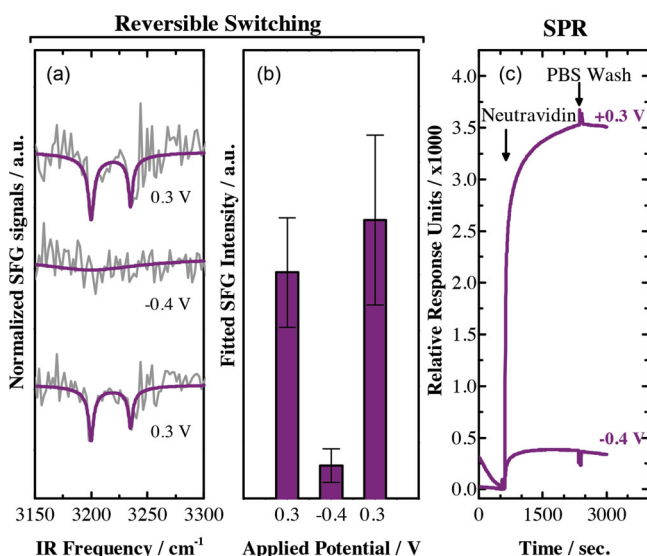 Reversible Switching
SPR
(a)
(b)
(c)
Normalized SFG signals / a.u.
0.3 V
-0.4 V
0.3 V
3150 3200 3250 3300
IR Frequency / cm⁻¹
Fitted SFG Intensity / a.u.
0.3 -0.4 0.3
Applied Potential / V
Relative Response Units / x1000
4.0
3.5
3.0
2.5
2.0
1.5
1.0
0.5
0.0
PBS Wash
Neutravidin
+0.3 V
-0.4 V
0 1500 3000
Time / sec.